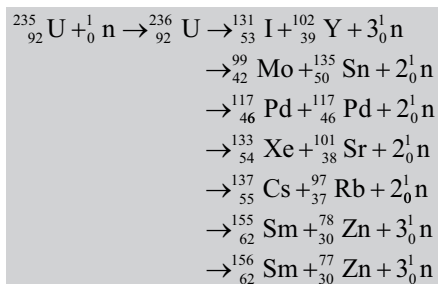 ²³⁵₉₂U + ¹₀n → ²³⁶₉₂U → ¹³¹₅₃I + ¹⁰²₃₉Y + 3¹₀n
→ ⁹⁹₄₂Mo + ¹³⁵₅₀Sn + 2¹₀n
→ ¹¹⁷₄₆Pd + ¹¹⁷₄₆Pd + 2¹₀n
→ ¹³³₅₄Xe + ¹⁰¹₃₈Sr + 2¹₀n
→ ¹³⁷₅₅Cs + ⁹⁷₃₇Rb + 2¹₀n
→ ¹⁵⁵₆₂Sm + ⁷⁸₃₀Zn + 3¹₀n
→ ¹⁵⁶₆₂Sm + ⁷⁷₃₀Zn + 3¹₀n